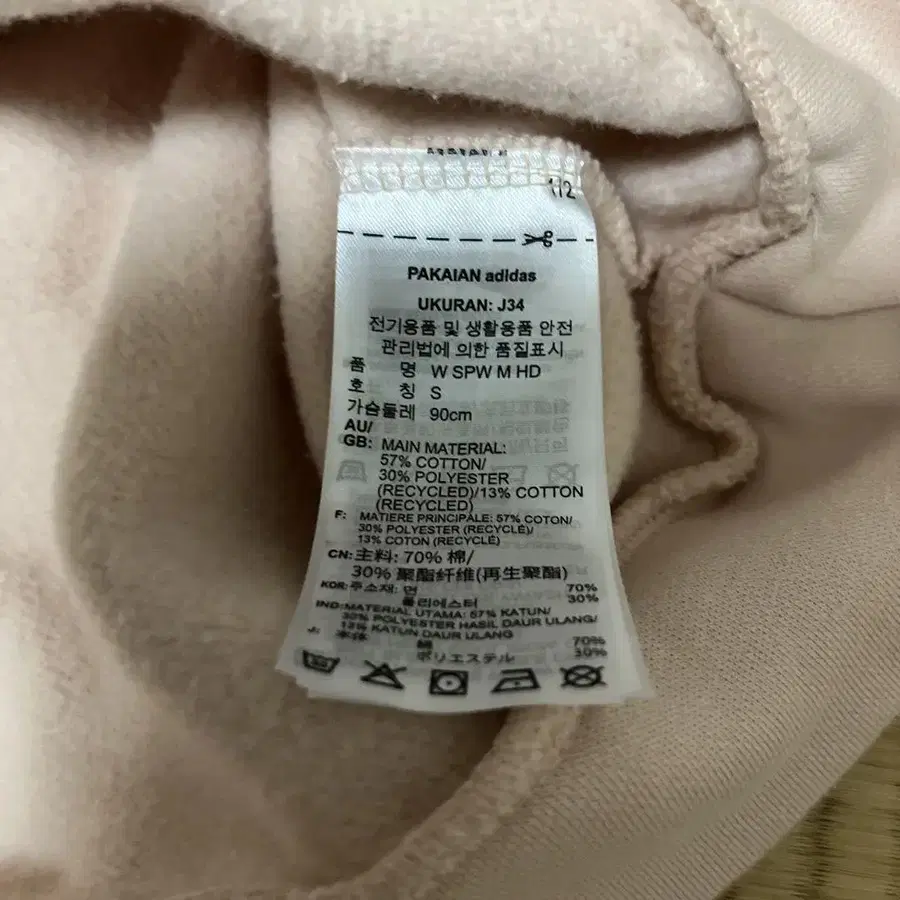 1/2
PAKAIAN adidas
UKURAN: J34
전기용품 및 생활용품 안전
관리법에 의한 품질표시
품 명 W SPW M HD
호 칭 S
가슴둘레 90cm
AU/
GB: MAIN MATERIAL:
57% COTTON/
30% POLYESTER
(RECYCLED)/13% COTTON
(RECYCLED)
F: MATIERE PRINCIPALE: 57% COTON/
30% POLYESTER (RECYCLÉ)/
13% COTON (RECYCLÉ)
CN: 主料: 70% 棉/
30% 聚酯纤维(再生聚酯)
KOR: 주소재: 면 70%
폴리에스터 30%
IND: MATERIAL UTAMA: 57% KATUN/
30% POLYESTER HASIL DAUR ULANG/
13% KATUN DAUR ULANG
J: 本体 綿 70%
ポリエステル 30%